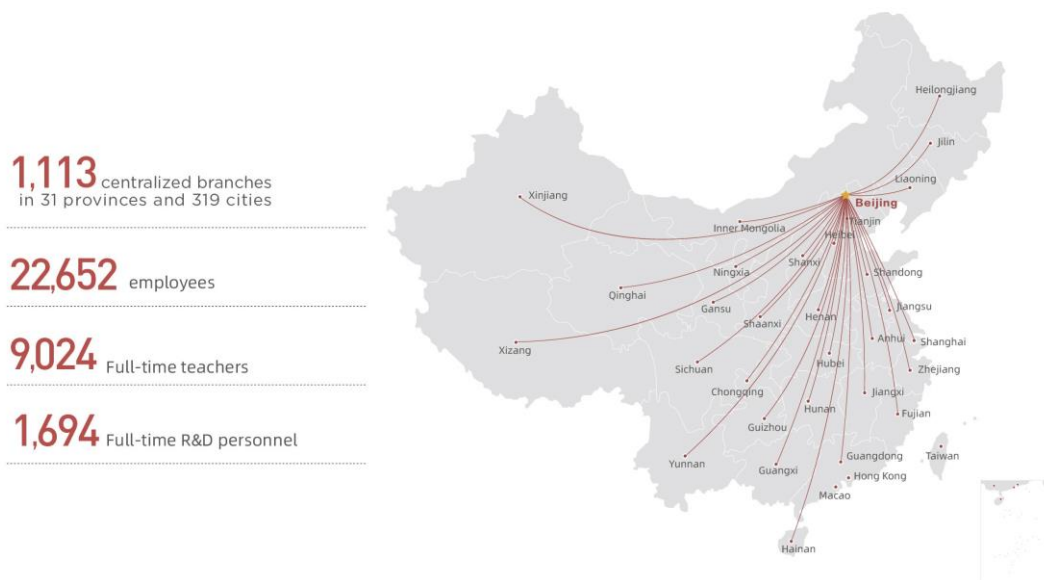 1,113 centralized branches
in 31 provinces and 319 cities
22,652 employees
9,024 Full-time teachers
1,694 Full-time R&D personnel
Heilongjiang
Jilin
Liaoning
Xinjiang
Beijing
Tianjin
Inner Mongolia
Hebei
Shanxi
Ningxia
Shandong
Qinghai
Gansu
Jiangsu
Shaanxi
Henan
Anhui
Shanghai
Xizang
Hubei
Sichuan
Zhejiang
Chongqing
Jiangxi
Hunan
Fujian
Guizhou
Guangdong
Taiwan
Yunnan
Guangxi
Hong Kong
Macao
Hainan